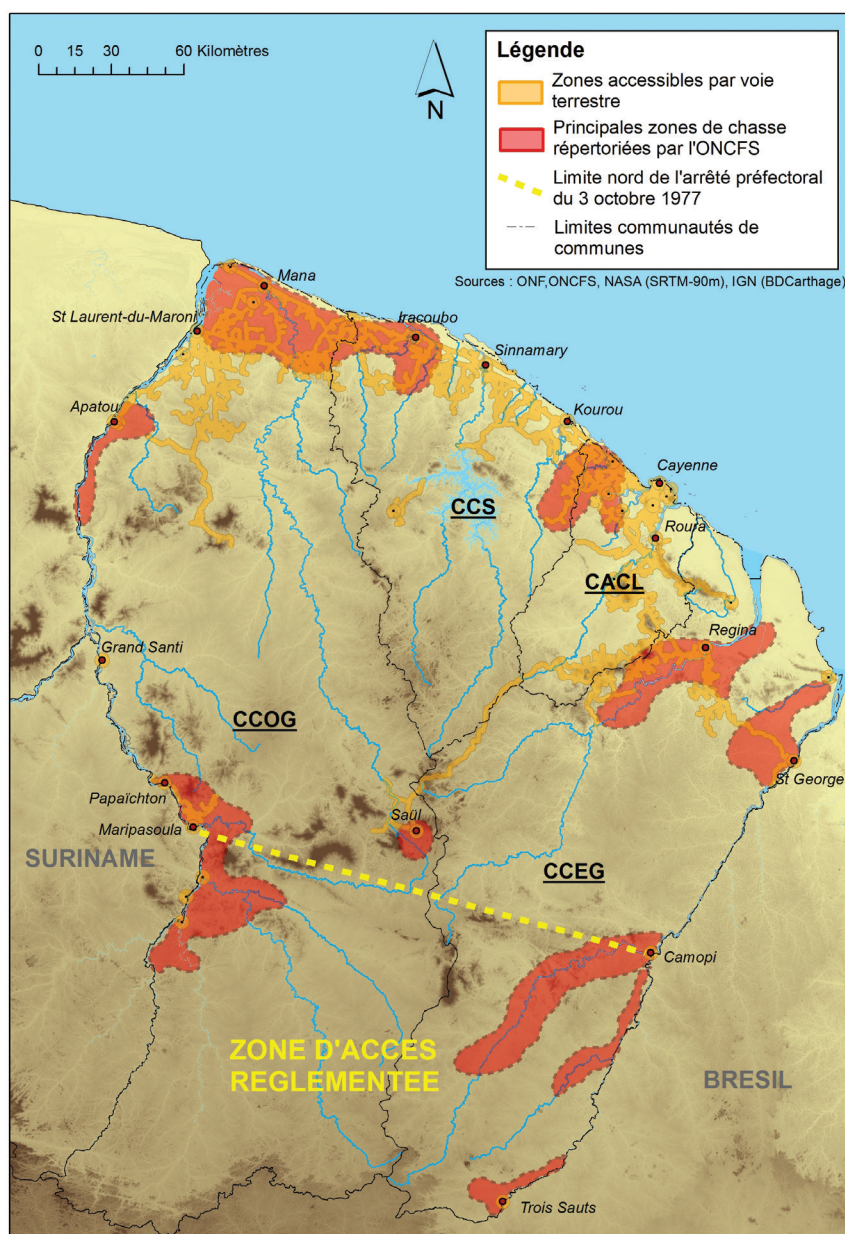 0 15 30 60 Kilomètres
N
Légende
Zones accessibles par voie
terrestre
Principales zones de chasse
répertoriées par l'ONCFS
Limite nord de l'arrêté préfectoral
du 3 octobre 1977
Limites communautés de
communes
Sources : ONF,ONCFS, NASA (SRTM-90m), IGN (BDCarthage)
Mana
St Laurent-du-Maroni
Iracoubo
Sinnamary
Apatou
Kourou
Cayenne
CCS
Roura
CACL
Regina
Grand Santi
CCOG
St George
Papaïchton
Maripasoula
Saül
SURINAME
CCEG
Camopi
ZONE D'ACCES
REGLEMENTEE
BRESIL
Trois Sauts